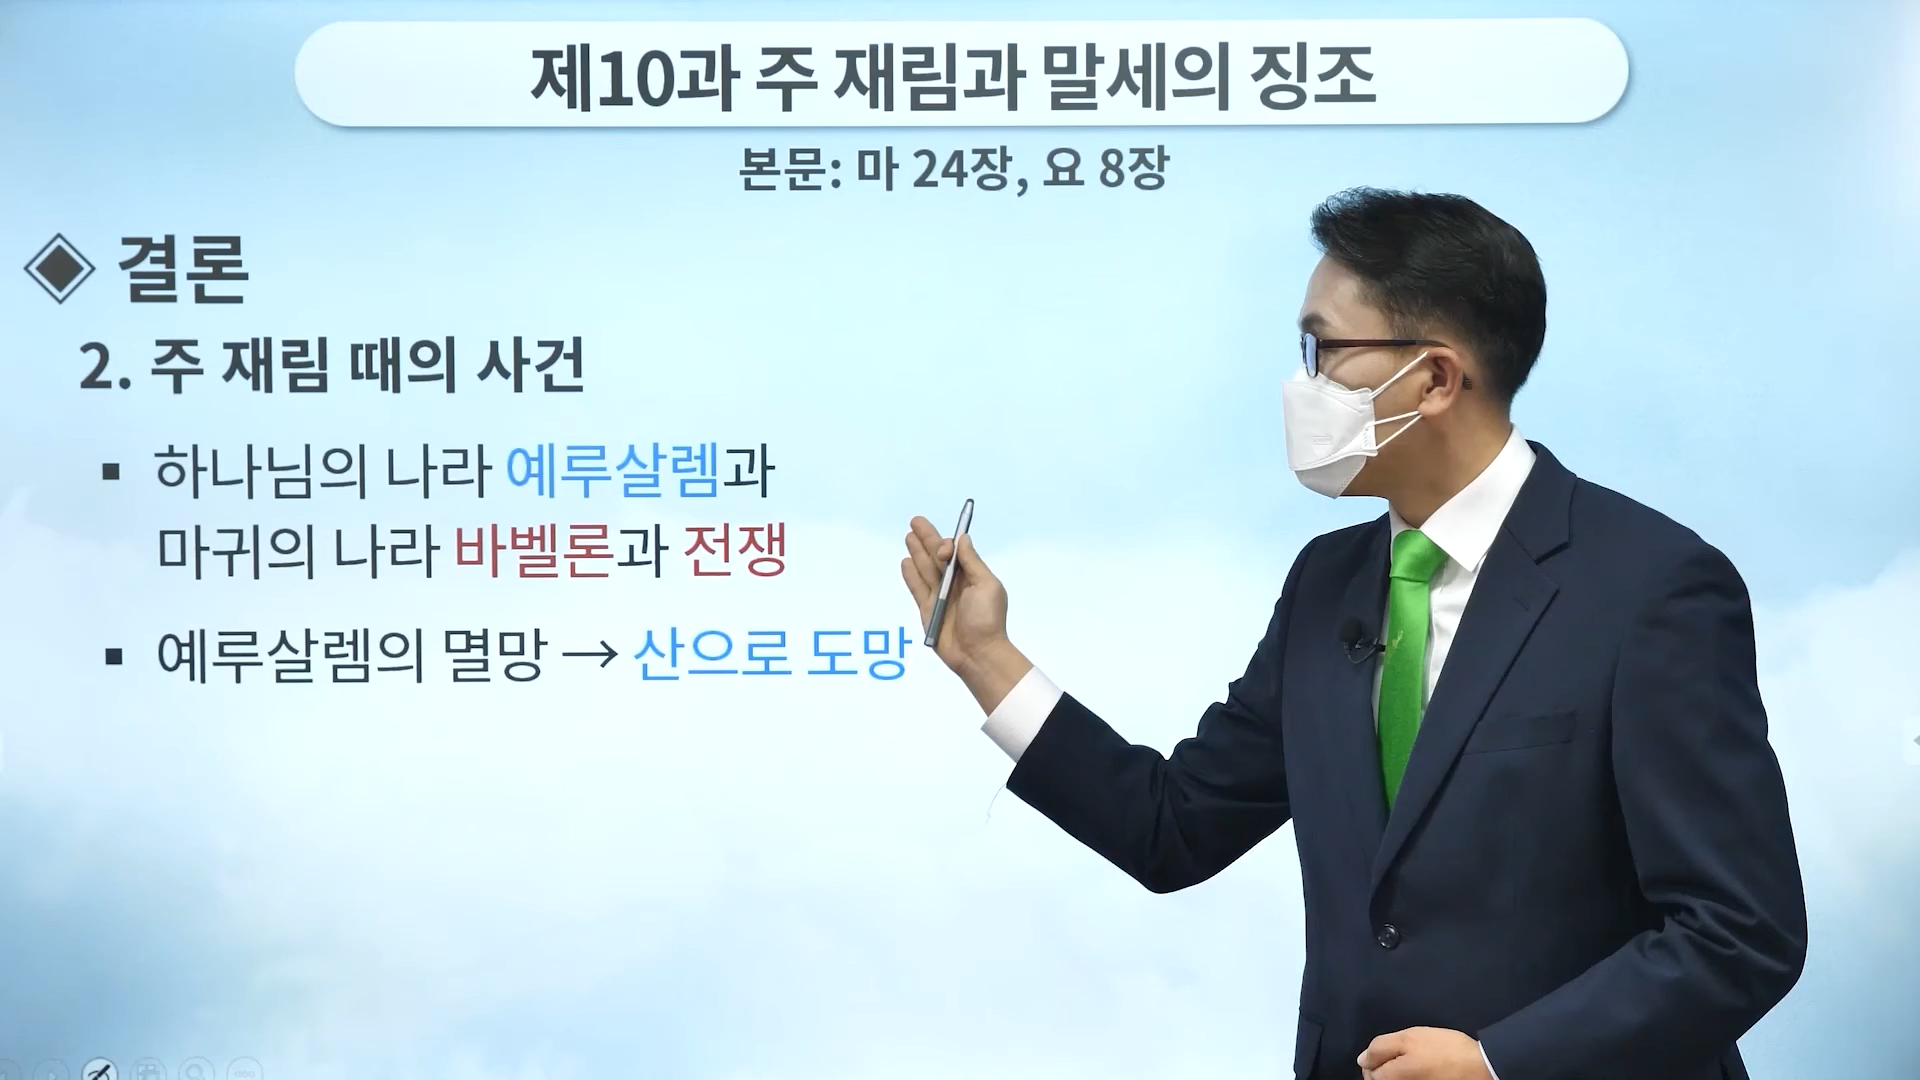 제10과 주 재림과 말세의 징조
본문: 마 24장, 요 8장
◈ 결론
2. 주 재림 때의 사건
▪ 하나님의 나라 예루살렘과
마귀의 나라 바벨론과 전쟁
▪ 예루살렘의 멸망 → 산으로 도망